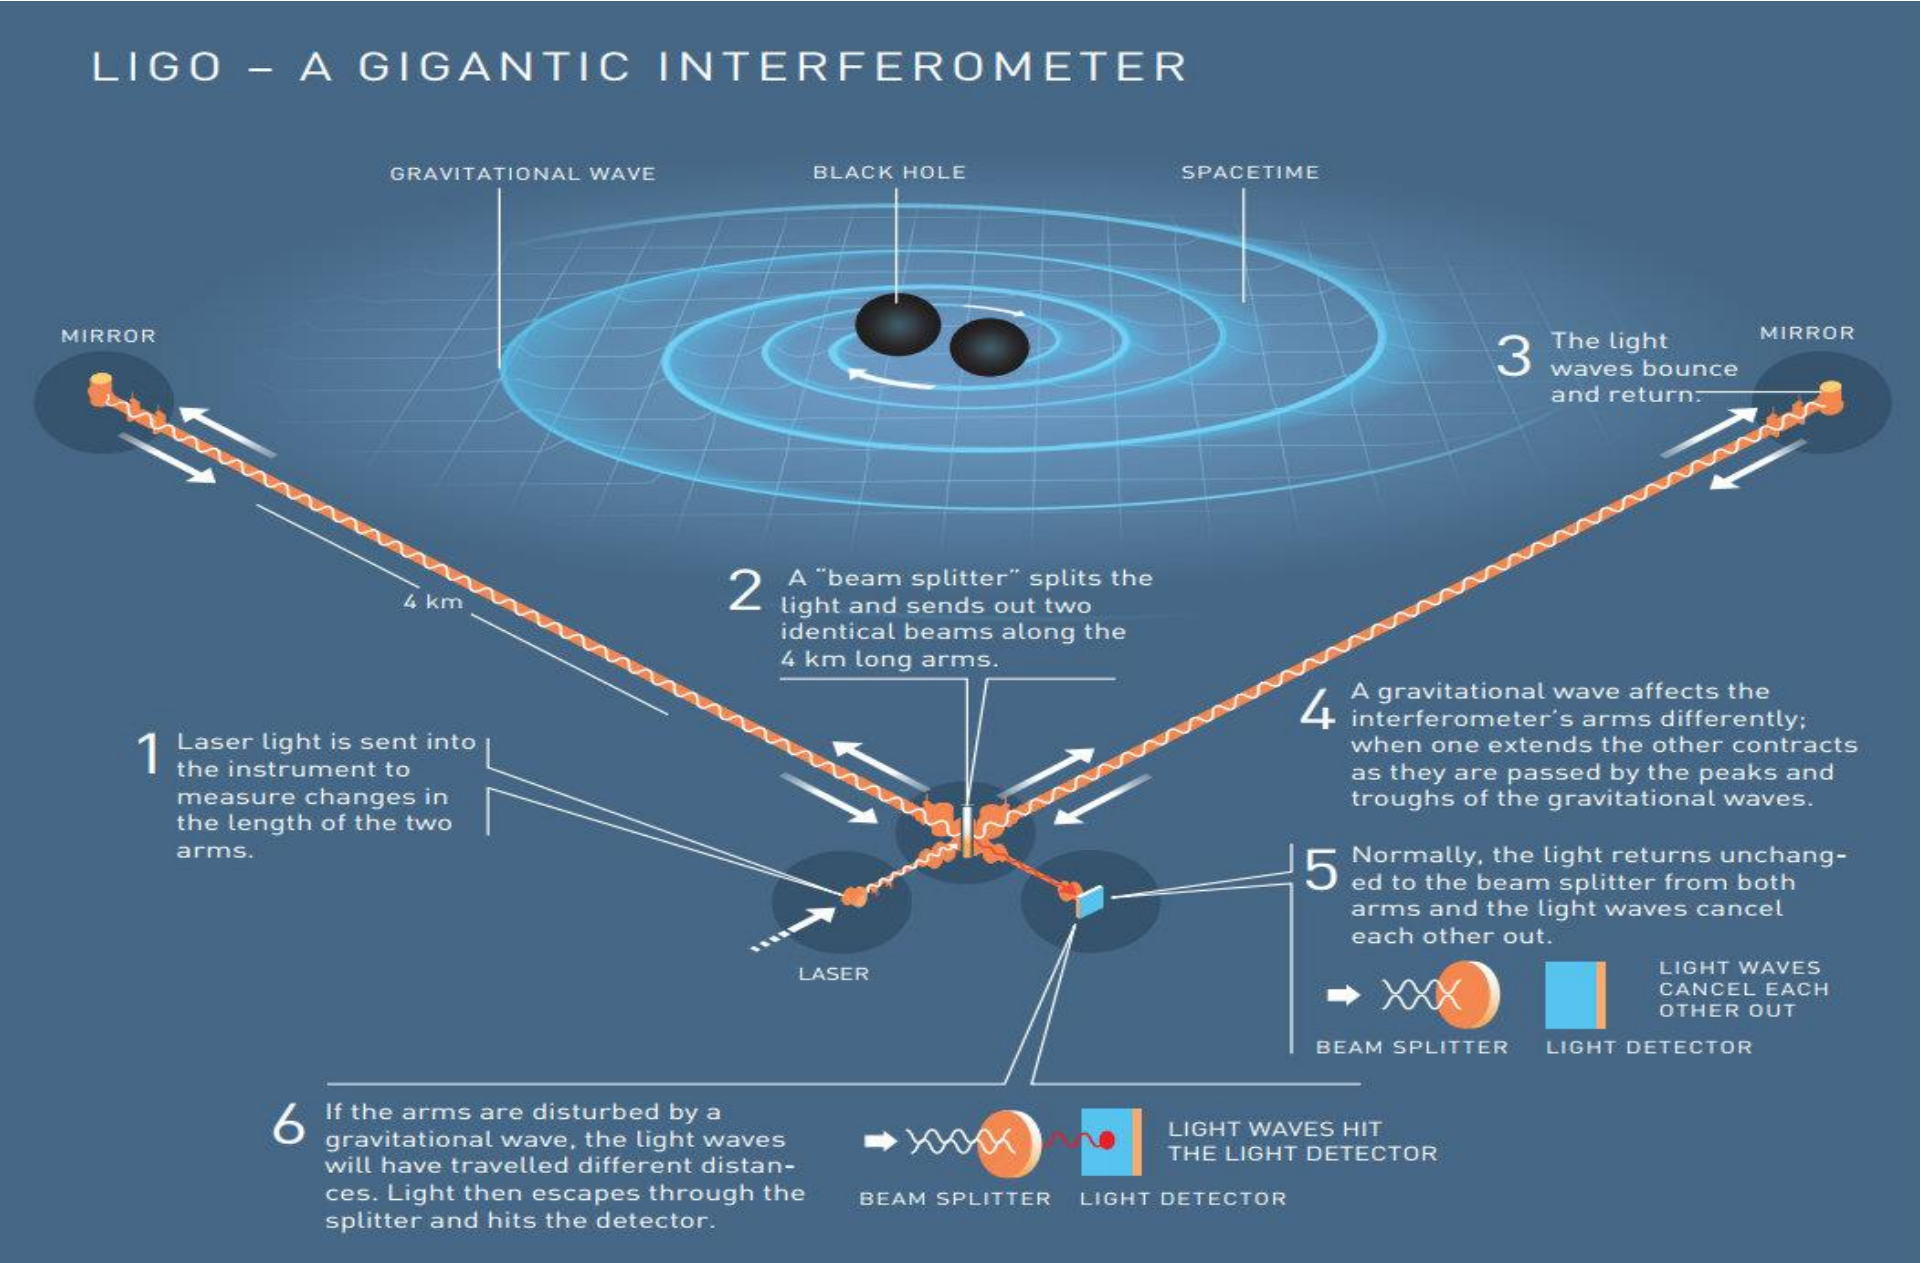 LIGO – A GIGANTIC INTERFEROMETER
GRAVITATIONAL WAVE
BLACK HOLE
SPACETIME
MIRROR
3
The light
waves bounce
and return.
MIRROR
4 km
2
A “beam splitter” splits the
light and sends out two
identical beams along the
4 km long arms.
1
Laser light is sent into
the instrument to
measure changes in
the length of the two
arms.
4
A gravitational wave affects the
interferometer's arms differently;
when one extends the other contracts
as they are passed by the peaks and
troughs of the gravitational waves.
LASER
5
Normally, the light returns unchang-
ed to the beam splitter from both
arms and the light waves cancel
each other out.
LIGHT WAVES
CANCEL EACH
OTHER OUT
BEAM SPLITTER
LIGHT DETECTOR
6
If the arms are disturbed by a
gravitational wave, the light waves
will have travelled different distan-
ces. Light then escapes through the
splitter and hits the detector.
LIGHT WAVES HIT
THE LIGHT DETECTOR
BEAM SPLITTER
LIGHT DETECTOR